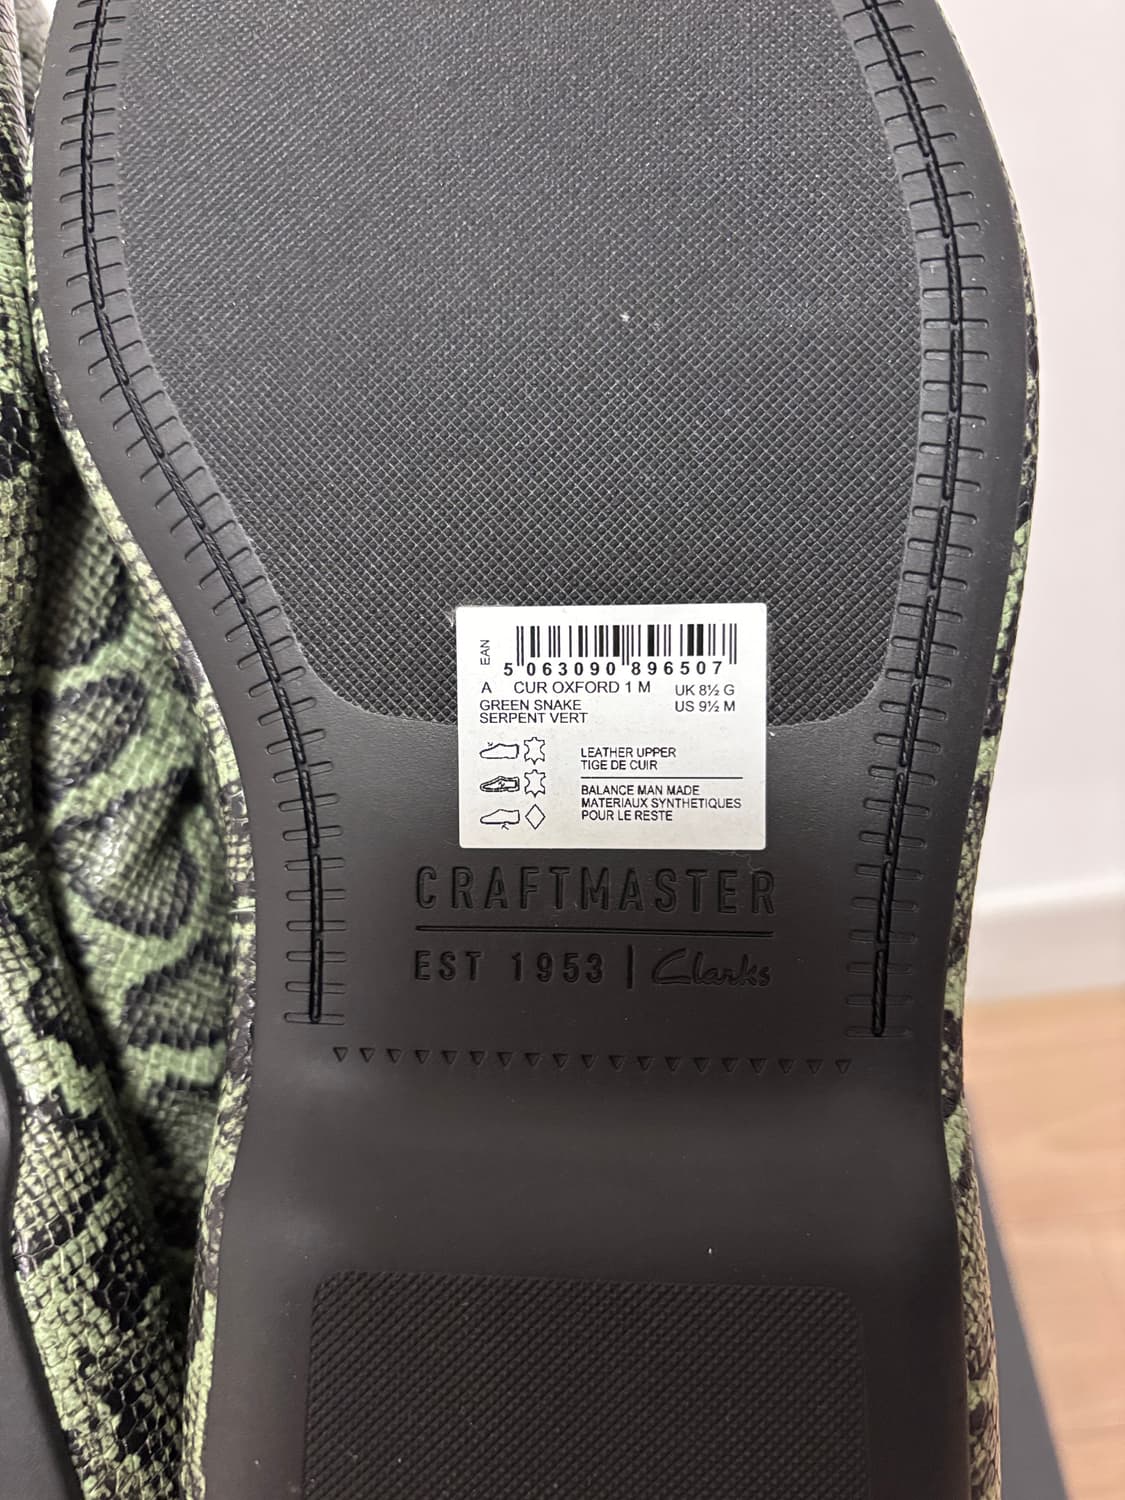 EAN
5 063090 896507
A CUR OXFORD 1 M UK 8½ G
GREEN SNAKE US 9½ M
SERPENT VERT
LEATHER UPPER
TIGE DE CUIR
BALANCE MAN MADE
MATERIAUX SYNTHETIQUES
POUR LE RESTE
CRAFTMASTER
EST 1953 | Clarks